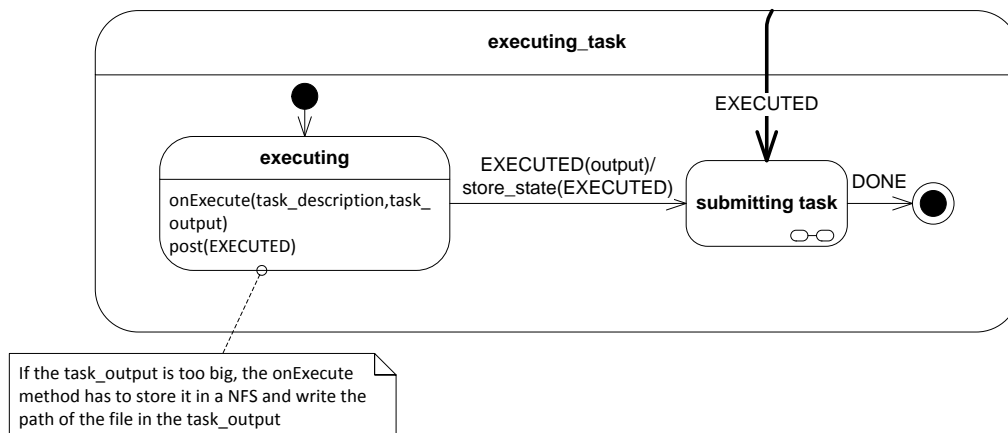 executing_task
EXECUTED
executing
onExecute(task_description,task_
output)
post(EXECUTED)
EXECUTED(output)/
store_state(EXECUTED)
submitting task
DONE
If the task_output is too big, the onExecute
method has to store it in a NFS and write the
path of the file in the task_output